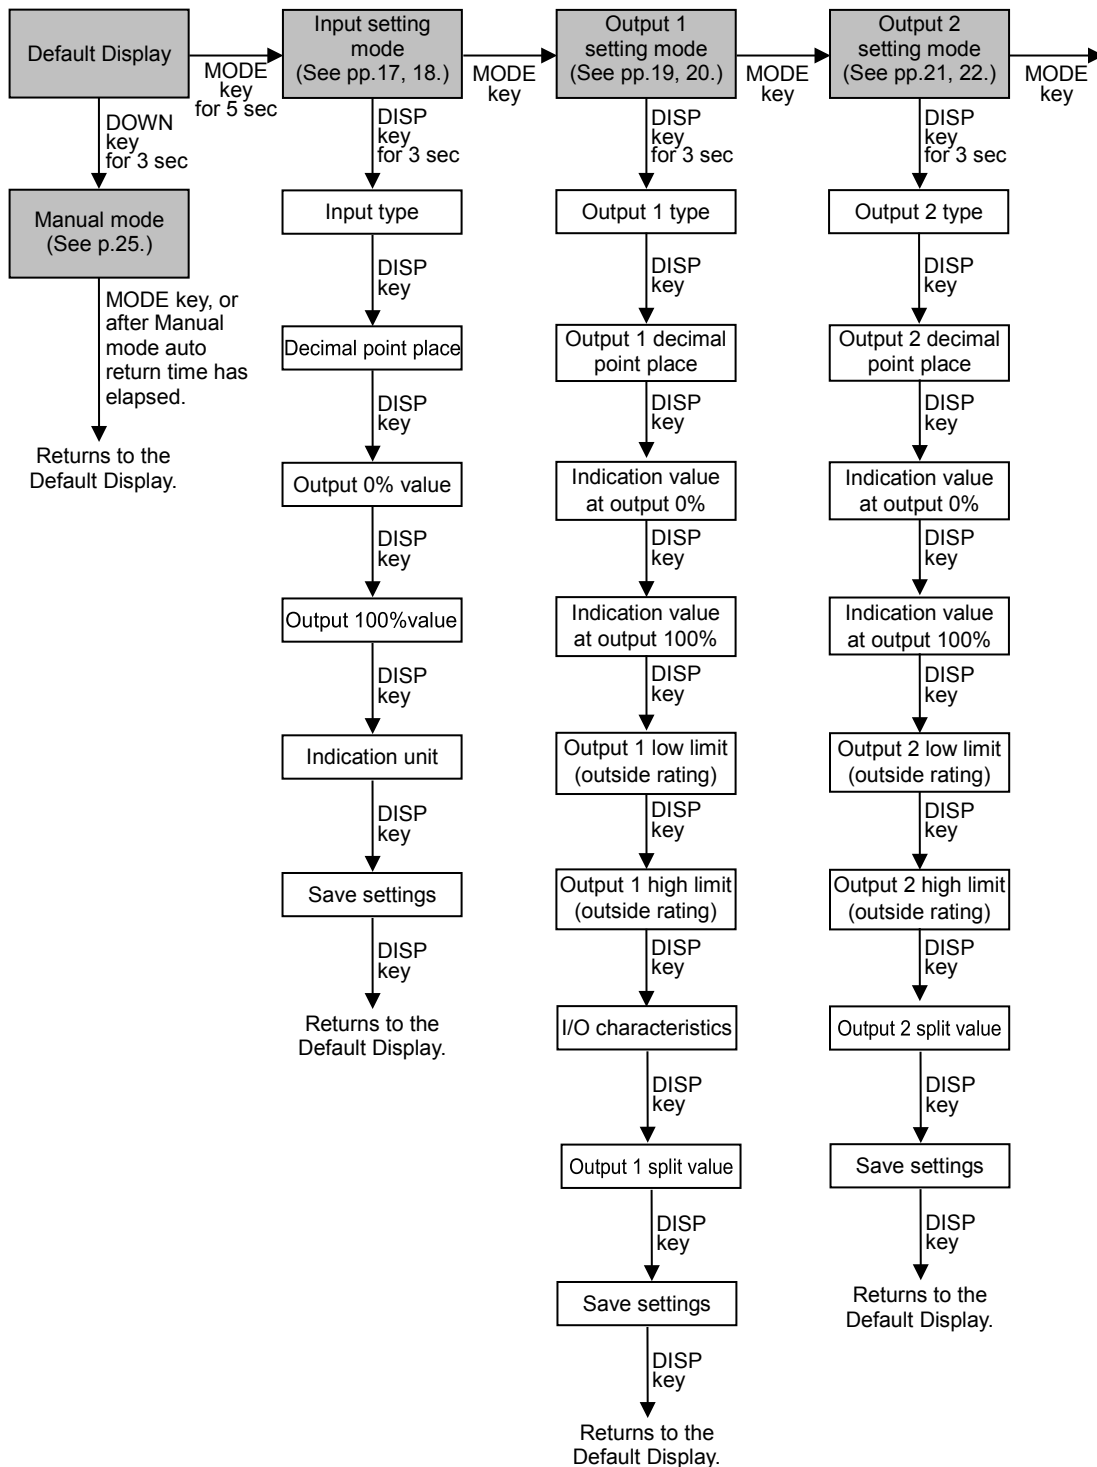 Default Display
MODE
key
for 5 sec
DOWN
key
for 3 sec
Manual mode
(See p.25.)
MODE key, or
after Manual
mode auto
return time has
elapsed.
Returns to the
Default Display.
Input setting
mode
(See pp.17, 18.)
MODE
key
DISP
key
for 3 sec
Input type
DISP
key
Decimal point place
DISP
key
Output 0% value
DISP
key
Output 100%value
DISP
key
Indication unit
DISP
key
Save settings
DISP
key
Returns to the
Default Display.
Output 1
setting mode
(See pp.19, 20.)
MODE
key
DISP
key
for 3 sec
Output 1 type
DISP
key
Output 1 decimal
point place
DISP
key
Indication value
at output 0%
DISP
key
Indication value
at output 100%
DISP
key
Output 1 low limit
(outside rating)
DISP
key
Output 1 high limit
(outside rating)
DISP
key
I/O characteristics
DISP
key
Output 1 split value
DISP
key
Save settings
DISP
key
Returns to the
Default Display.
Output 2
setting mode
(See pp.21, 22.)
MODE
key
DISP
key
for 3 sec
Output 2 type
DISP
key
Output 2 decimal
point place
DISP
key
Indication value
at output 0%
DISP
key
Indication value
at output 100%
DISP
key
Output 2 low limit
(outside rating)
DISP
key
Output 2 high limit
(outside rating)
DISP
key
Output 2 split value
DISP
key
Save settings
DISP
key
Returns to the
Default Display.